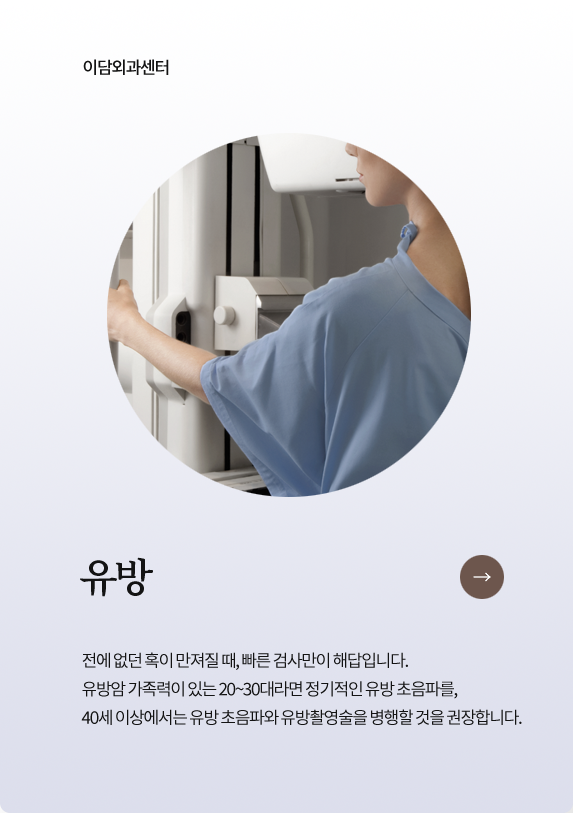 이담외과센터
유방
전에 없던 혹이 만져질 때, 빠른 검사만이 해답입니다.
유방암 가족력이 있는 20~30대라면 정기적인 유방 초음파를,
40세 이상에서는 유방 초음파와 유방촬영술을 병행할 것을 권장합니다.